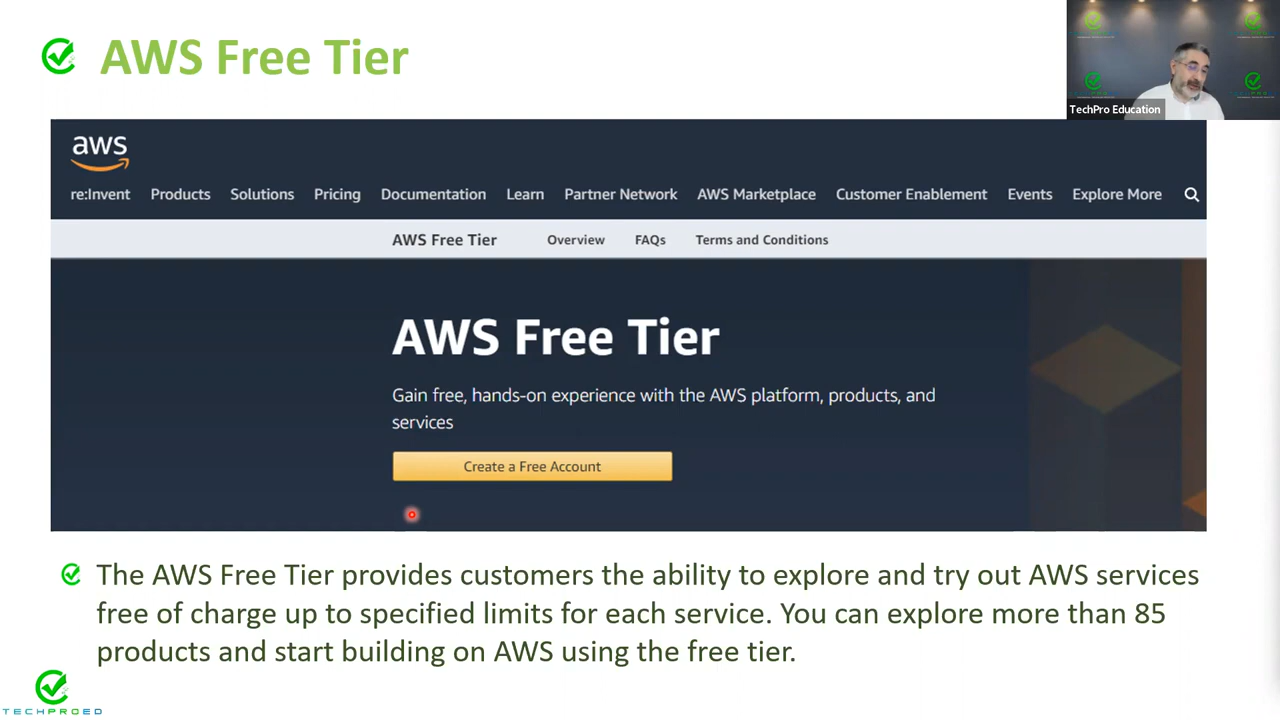 AWS Free Tier
TechPro Education
aws
re:Invent Products Solutions Pricing Documentation Learn Partner Network AWS Marketplace Customer Enablement Events Explore More
AWS Free Tier Overview FAQs Terms and Conditions
AWS Free Tier
Gain free, hands-on experience with the AWS platform, products, and
services
Create a Free Account
The AWS Free Tier provides customers the ability to explore and try out AWS services
free of charge up to specified limits for each service. You can explore more than 85
products and start building on AWS using the free tier.
TECHPROED